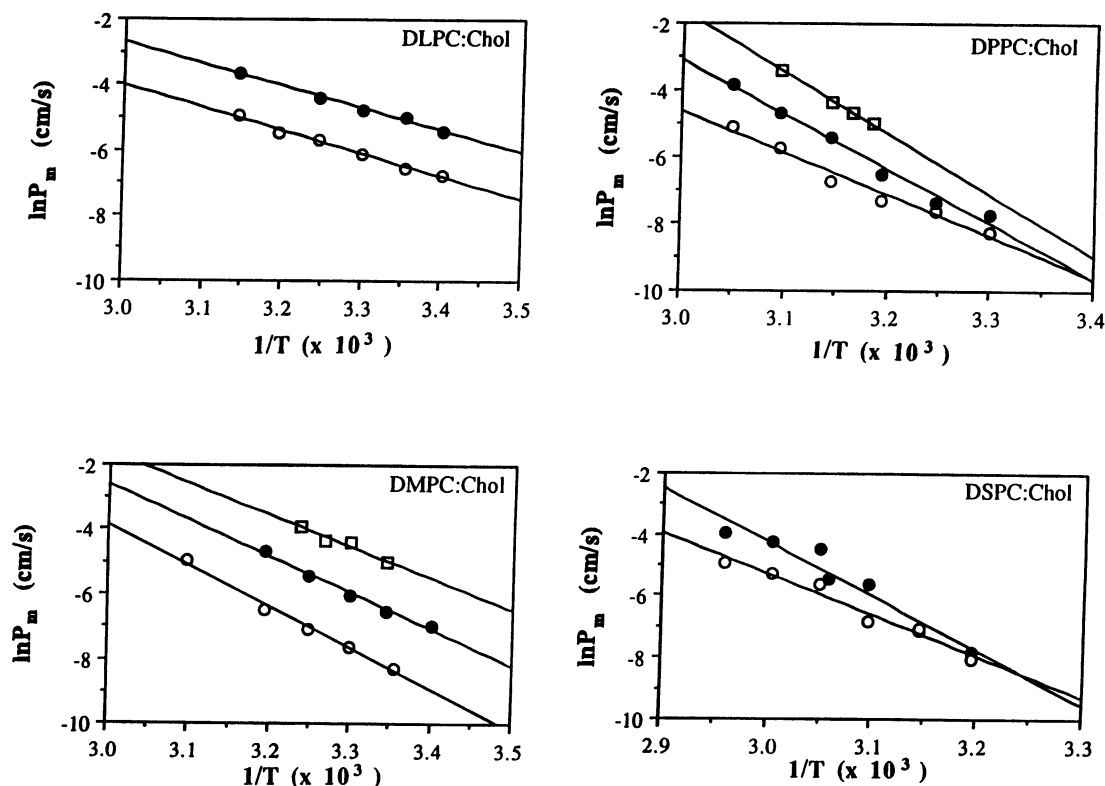 DLPC:Chol
lnPm (cm/s)
-2
-4
-6
-8
-10
3.0 3.1 3.2 3.3 3.4 3.5
1/T (x 10³)
DPPC:Chol
lnPm (cm/s)
-2
-4
-6
-8
-10
3.0 3.1 3.2 3.3 3.4
1/T (x 10³)
DMPC:Chol
lnPm (cm/s)
-2
-4
-6
-8
-10
3.0 3.1 3.2 3.3 3.4 3.5
1/T (x 10³)
DSPC:Chol
lnPm (cm/s)
-2
-4
-6
-8
-10
2.9 3.0 3.1 3.2 3.3
1/T (x 10³)